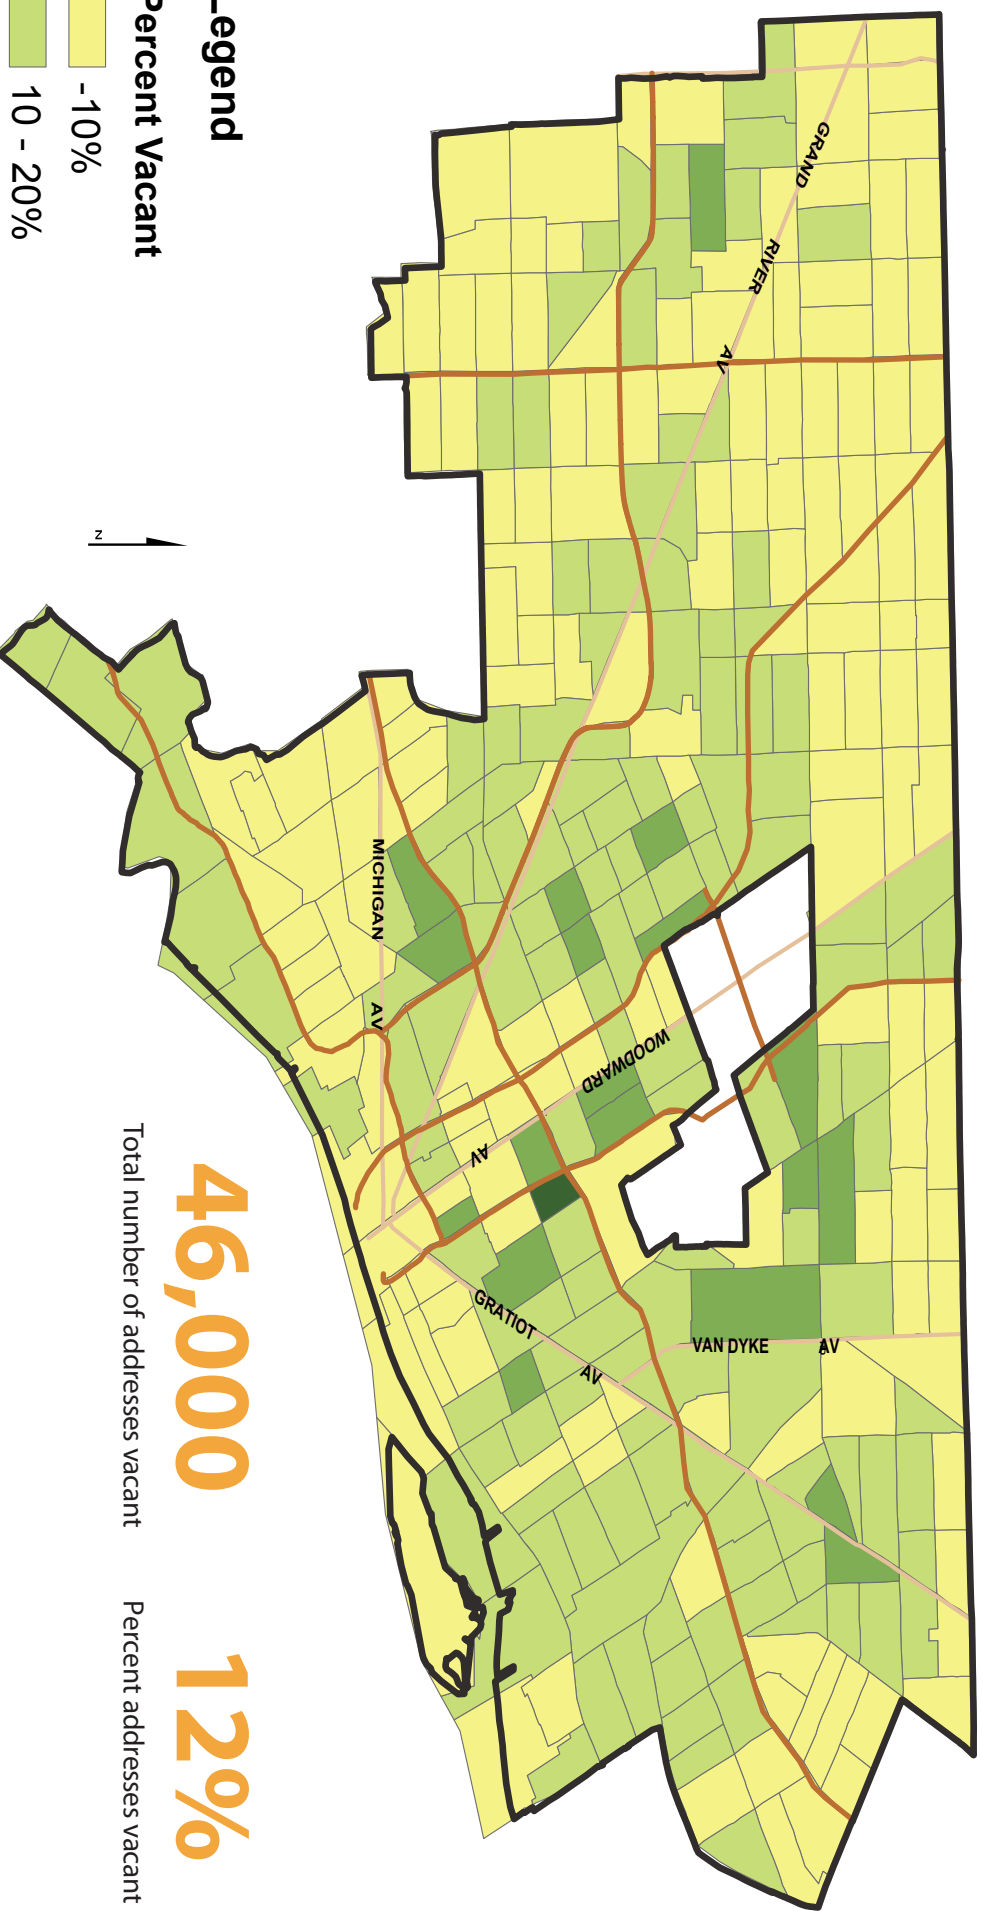 Legend
Percent Vacant
-10%
10 - 20%
GRAND
RIVER
AV
MICHIGAN
AV
WOODWARD
AV
GRATIOT
AV
VAN DYKE
AV
z
46,000
Total number of addresses vacant
12%
Percent addresses vacant